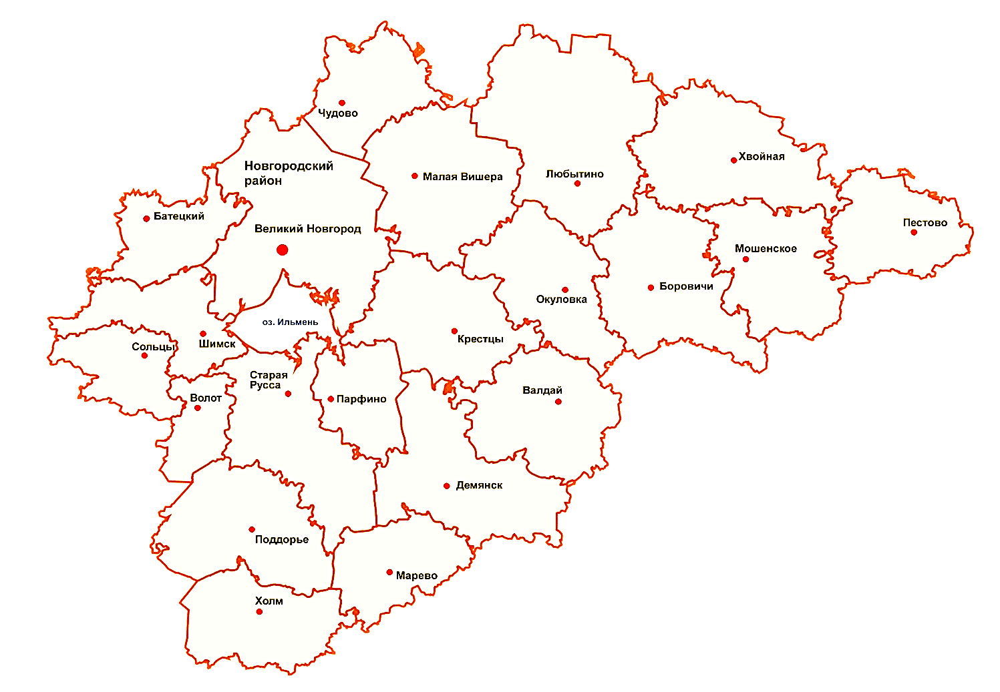 Чудово
Новгородский
район
Хвойная
Любытино
Малая Вишера
Батецкий
Пестово
Великий Новгород
Мошенское
Боровичи
Окуловка
оз. Ильмень
Крестцы
Шимск
Сольцы
Старая
Русса
Валдай
Волот
Парфино
Демянск
Поддорье
Марево
Холм